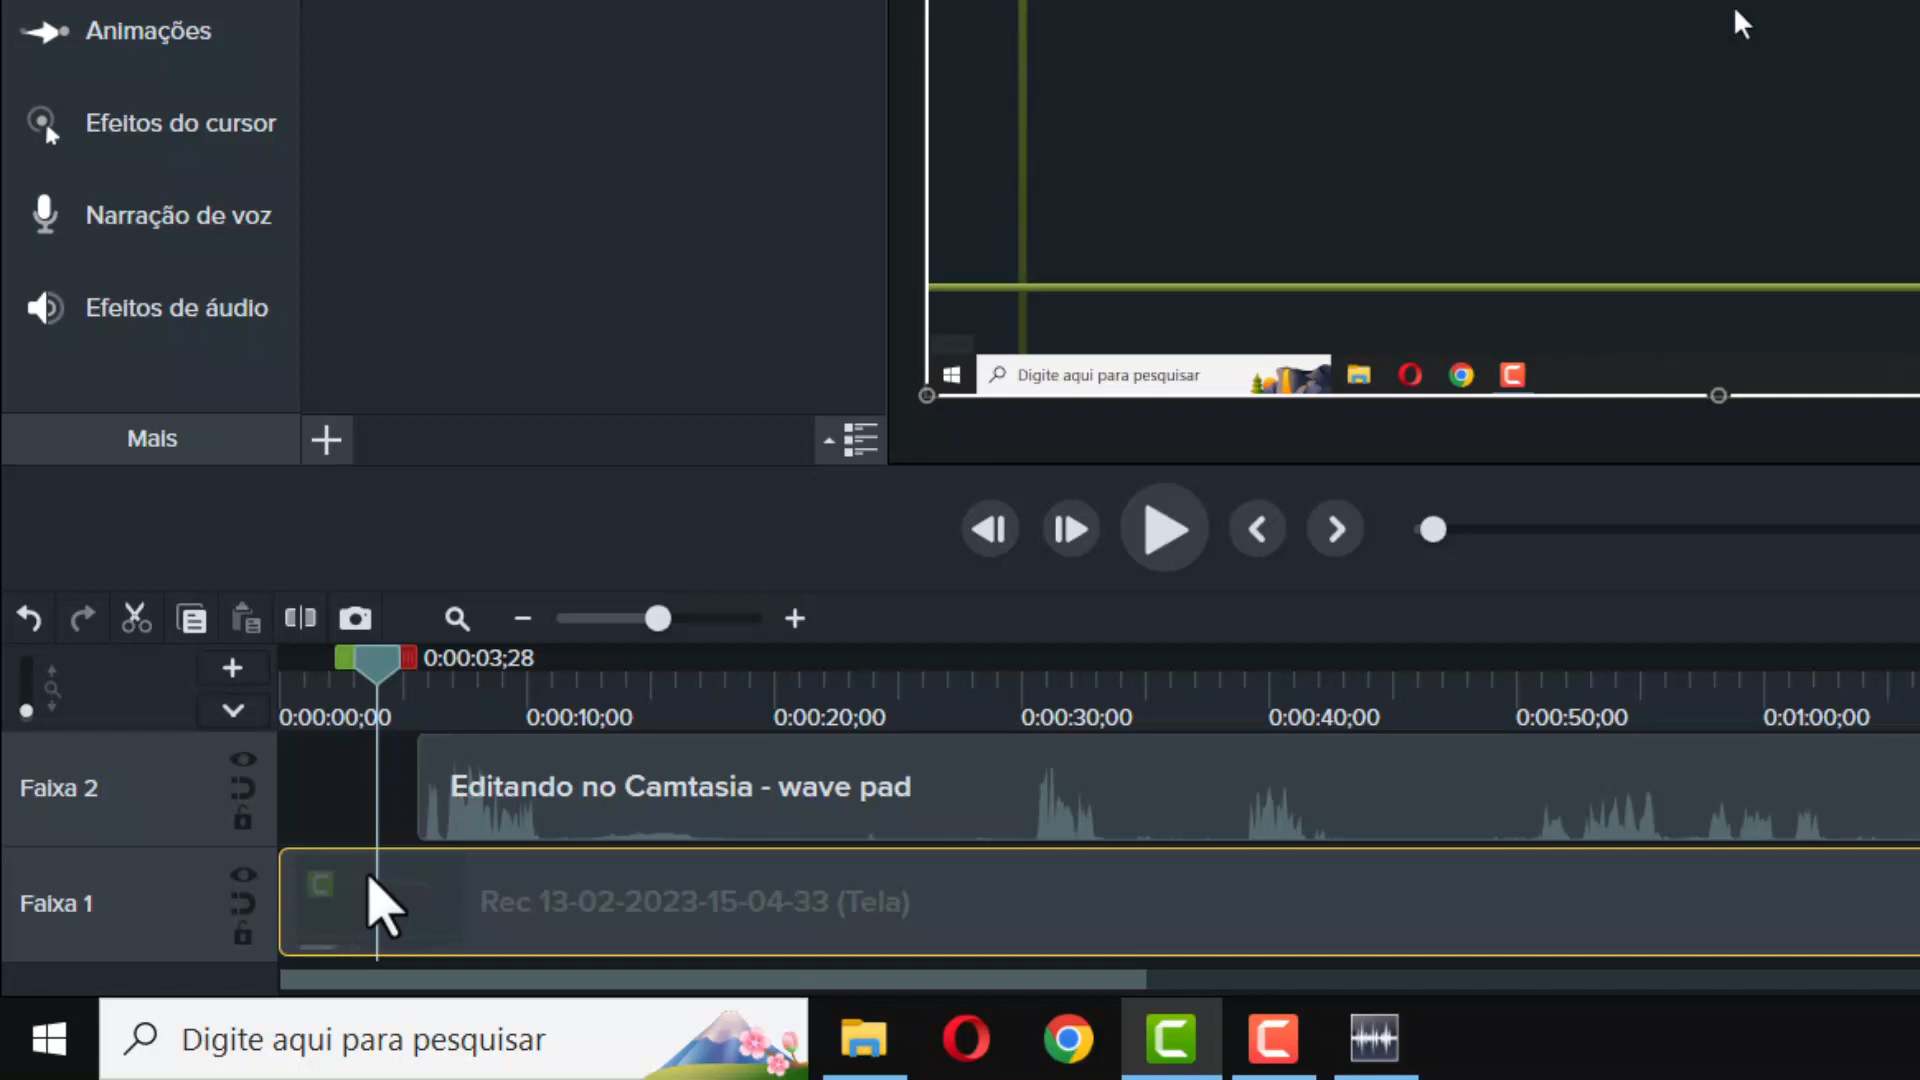 Animações
Efeitos do cursor
Narração de voz
Efeitos de áudio
Mais
Digite aqui para pesquisar
0:00:03;28
0:00:00;00
0:00:10;00
0:00:20;00
0:00:30;00
0:00:40;00
0:00:50;00
0:01:00;00
Faixa 2
Editando no Camtasia - wave pad
Faixa 1
Rec 13-02-2023-15-04-33 (Tela)
Digite aqui para pesquisar